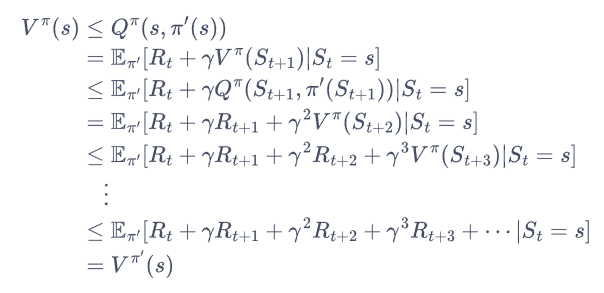 V^π(s) ≤ Q^π(s, π′(s))
= 𝔼_π′[R_t + γV^π(S_{t+1})|S_t = s]
≤ 𝔼_π′[R_t + γQ^π(S_{t+1}, π′(S_{t+1}))|S_t = s]
= 𝔼_π′[R_t + γR_{t+1} + γ^2V^π(S_{t+2})|S_t = s]
≤ 𝔼_π′[R_t + γR_{t+1} + γ^2R_{t+2} + γ^3V^π(S_{t+3})|S_t = s]
⋮
≤ 𝔼_π′[R_t + γR_{t+1} + γ^2R_{t+2} + γ^3R_{t+3} + ⋯|S_t = s]
= V^{π′}(s)